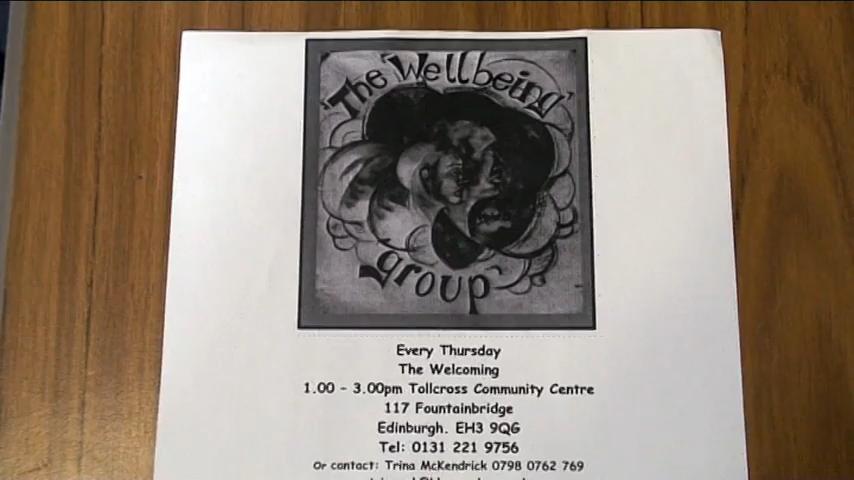 The Wellbeing
group
Every Thursday
The Welcoming
1.00 - 3.00pm Tollcross Community Centre
117 Fountainbridge
Edinburgh. EH3 9QG
Tel: 0131 221 9756
Or contact: Trina McKendrick 0798 0762 769